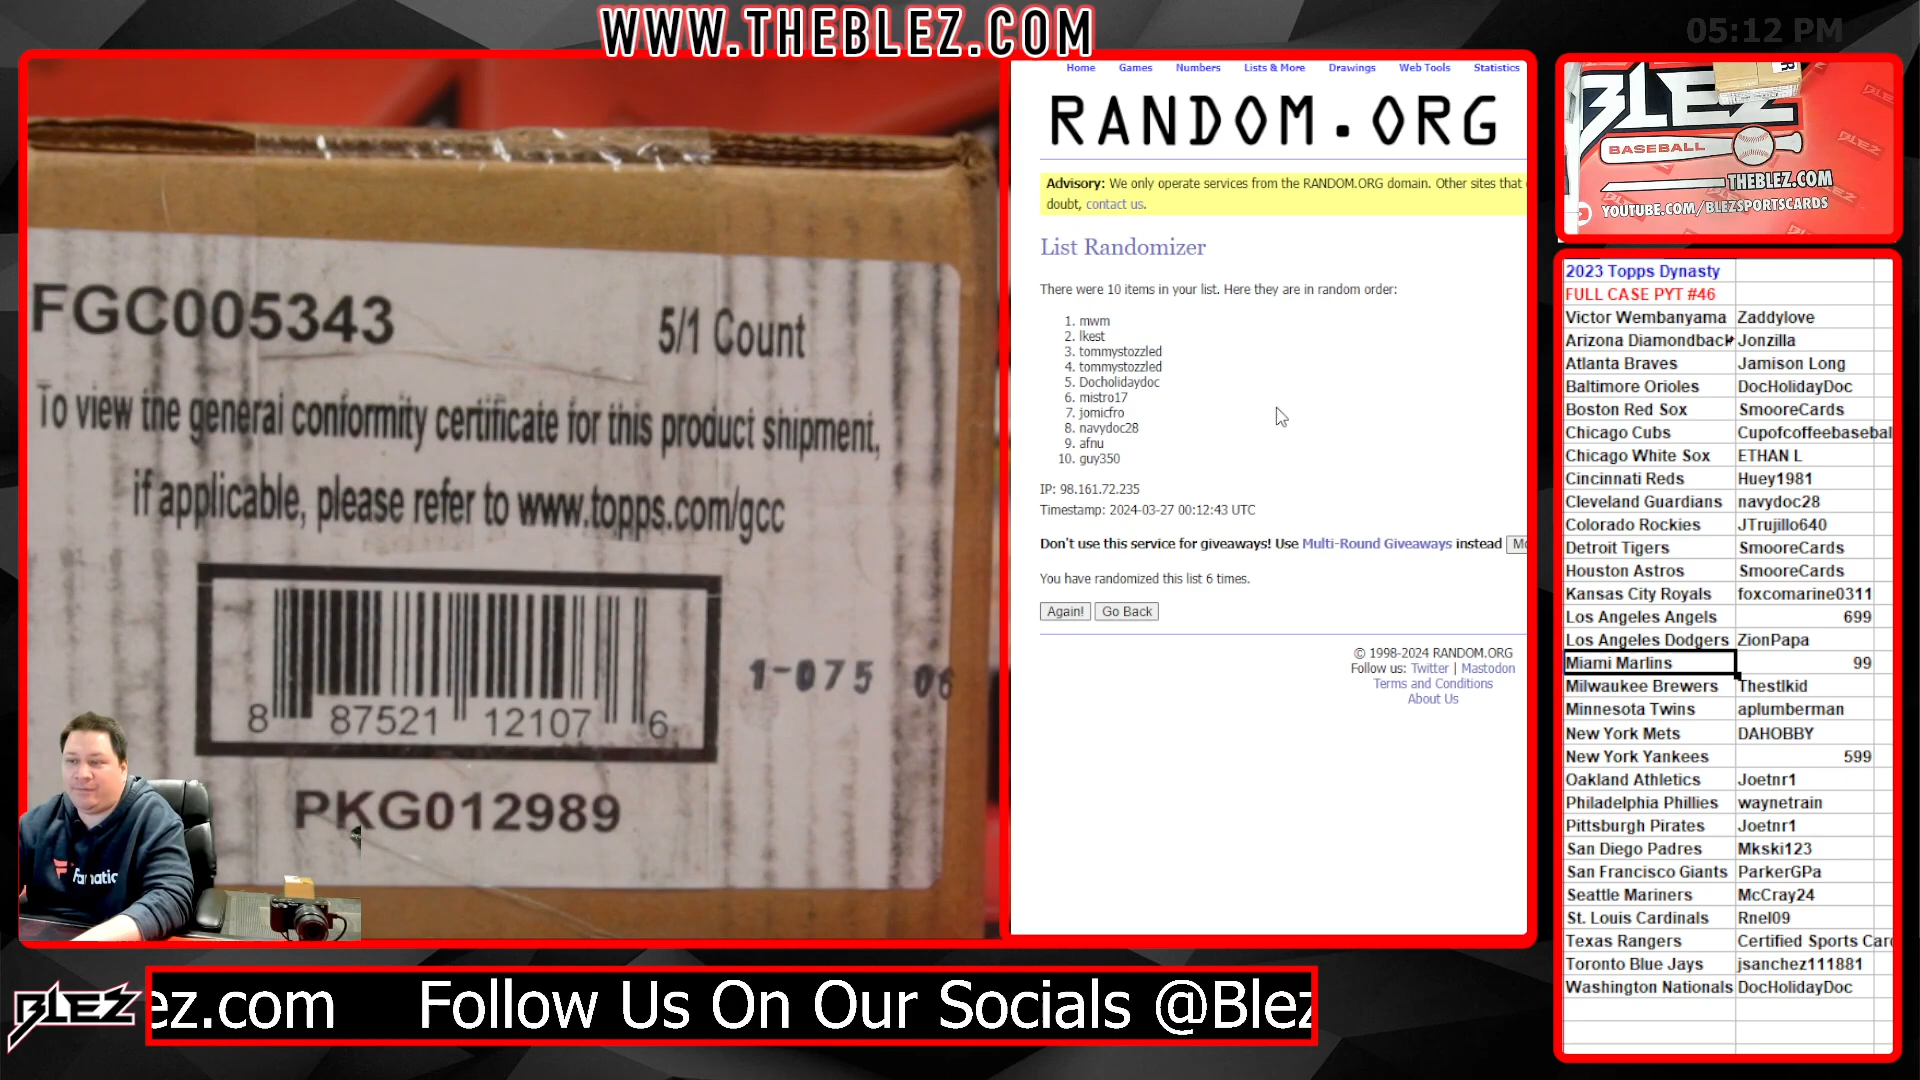 WWW.THEBLEZ.COM
05:12 PM
FGC005343
5/1 Count
To view the general conformity certificate for this product shipment,
if applicable, please refer to www.topps.com/gcc
8 87521 12107 6
1-075 06
PKG012989
Fanatic
Home Games Numbers Lists & More Drawings Web Tools Statistics
RANDOM.ORG
Advisory: We only operate services from the RANDOM.ORG domain. Other sites that
doubt, contact us.
List Randomizer
There were 10 items in your list. Here they are in random order:
1. mwm
2. lkest
3. tommystozzled
4. tommystozzled
5. Docholidaydoc
6. mistro17
7. jomicfro
8. navydoc28
9. afnu
10. guy350
IP: 98.161.72.235
Timestamp: 2024-03-27 00:12:43 UTC
Don't use this service for giveaways! Use Multi-Round Giveaways instead
You have randomized this list 6 times.
Again! Go Back
© 1998-2024 RANDOM.ORG
Follow us: Twitter | Mastodon
Terms and Conditions
About Us
BLEZ
BASEBALL
THEBLEZ.COM
YOUTUBE.COM/BLEZSPORTSCARDS
2023 Topps Dynasty
FULL CASE PYT #46
Victor Wembanyama Zaddylove
Arizona Diamondback Jonzilla
Atlanta Braves Jamison Long
Baltimore Orioles DocHolidayDoc
Boston Red Sox SmooreCards
Chicago Cubs Cupofcoffeebasebal
Chicago White Sox ETHAN L
Cincinnati Reds Huey1981
Cleveland Guardians navydoc28
Colorado Rockies JTrujillo640
Detroit Tigers SmooreCards
Houston Astros SmooreCards
Kansas City Royals foxcomarine0311
Los Angeles Angels 699
Los Angeles Dodgers ZionPapa
Miami Marlins 99
Milwaukee Brewers Thestlkid
Minnesota Twins aplumberman
New York Mets DAHOBBY
New York Yankees 599
Oakland Athletics Joetnr1
Philadelphia Phillies waynetrain
Pittsburgh Pirates Joetnr1
San Diego Padres Mkski123
San Francisco Giants ParkerGPa
Seattle Mariners McCray24
St. Louis Cardinals Rnel09
Texas Rangers Certified Sports Card
Toronto Blue Jays jsanchez111881
Washington Nationals DocHolidayDoc
BLEZ
ez.com Follow Us On Our Socials @Blez